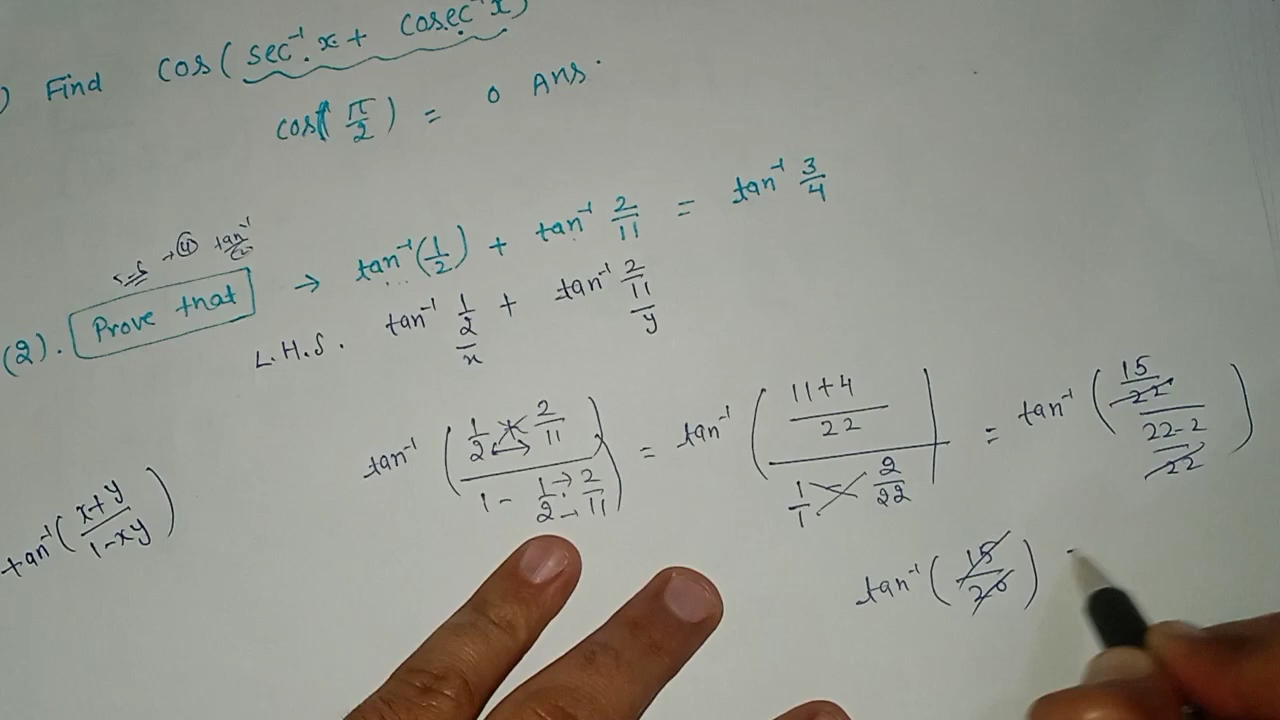 ) Find cos(sec⁻¹x + cosec⁻¹x)
cos(π/2) = 0 Ans.
→ (4) tan⁻¹
(2). Prove that → tan⁻¹(1/2) + tan⁻¹ 2/11 = tan⁻¹ 3/4
L.H.S. tan⁻¹ 1/2 + tan⁻¹ 2/11
x y
tan⁻¹((1/2 + 2/11)/(1 - 1/2 · 2/11)) = tan⁻¹((11+4)/22 / (1/1 - 2/22)) = tan⁻¹((15/22)/((22-2)/22))
tan⁻¹((x+y)/(1-xy))
tan⁻¹(15/20)